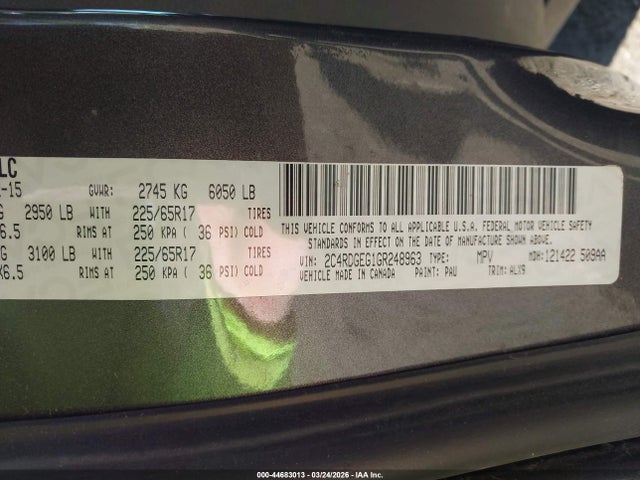 LC
-15 GVWR: 2745 KG 6050 LB
G 2950 LB WITH 225/65R17 TIRES
6.5 RIMS AT 250 KPA ( 36 PSI) COLD
G 3100 LB WITH 225/65R17 TIRES
X6.5 RIMS AT 250 KPA ( 36 PSI) COLD
THIS VEHICLE CONFORMS TO ALL APPLICABLE U.S.A. FEDERAL MOTOR VEHICLE SAFETY
STANDARDS IN EFFECT ON THE DATE OF MANUFACTURE SHOWN ABOVE.
VIN: 2C4RDGEG1GR248963 TYPE: MPV MDH: 121422 509AA
MADE IN CANADA PAINT: PAU TRIM: ALX9
000-44683013 - 03/24/2026 - IAA Inc.